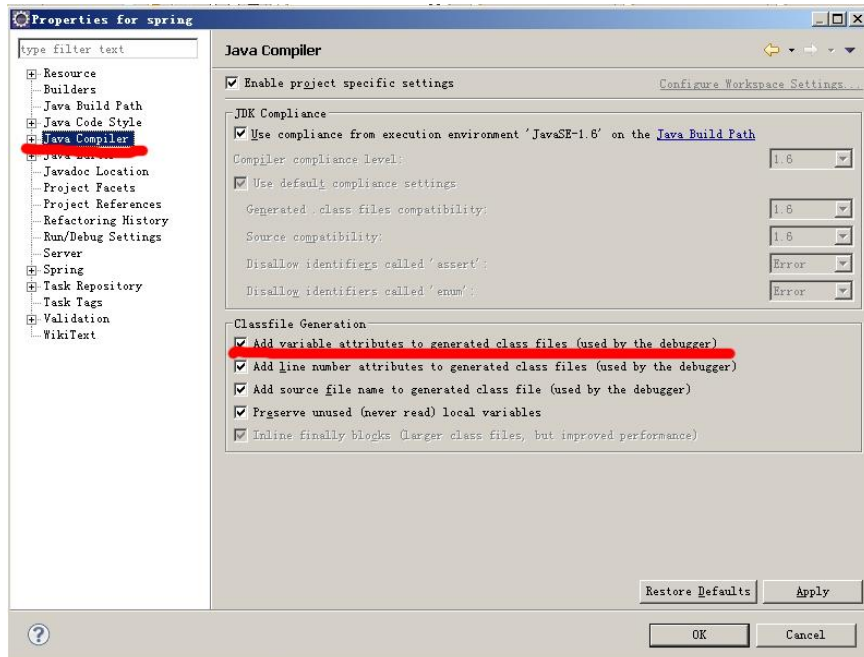 Properties for spring
type filter text
Resource
Builders
Java Build Path
Java Code Style
Java Compiler
Java Editor
Javadoc Location
Project Facets
Project References
Refactoring History
Run/Debug Settings
Server
Spring
Task Repository
Task Tags
Validation
WikiText
Java Compiler
Enable project specific settings
Configure Workspace Settings...
JDK Compliance
Use compliance from execution environment 'JavaSE-1.6' on the Java Build Path
Compiler compliance level: 1.6
Use default compliance settings
Generated .class files compatibility: 1.6
Source compatibility: 1.6
Disallow identifiers called 'assert': Error
Disallow identifiers called 'enum': Error
Classfile Generation
Add variable attributes to generated class files (used by the debugger)
Add line number attributes to generated class files (used by the debugger)
Add source file name to generated class file (used by the debugger)
Preserve unused (never read) local variables
Inline finally blocks (larger class files, but improved performance)
Restore Defaults Apply
? OK Cancel